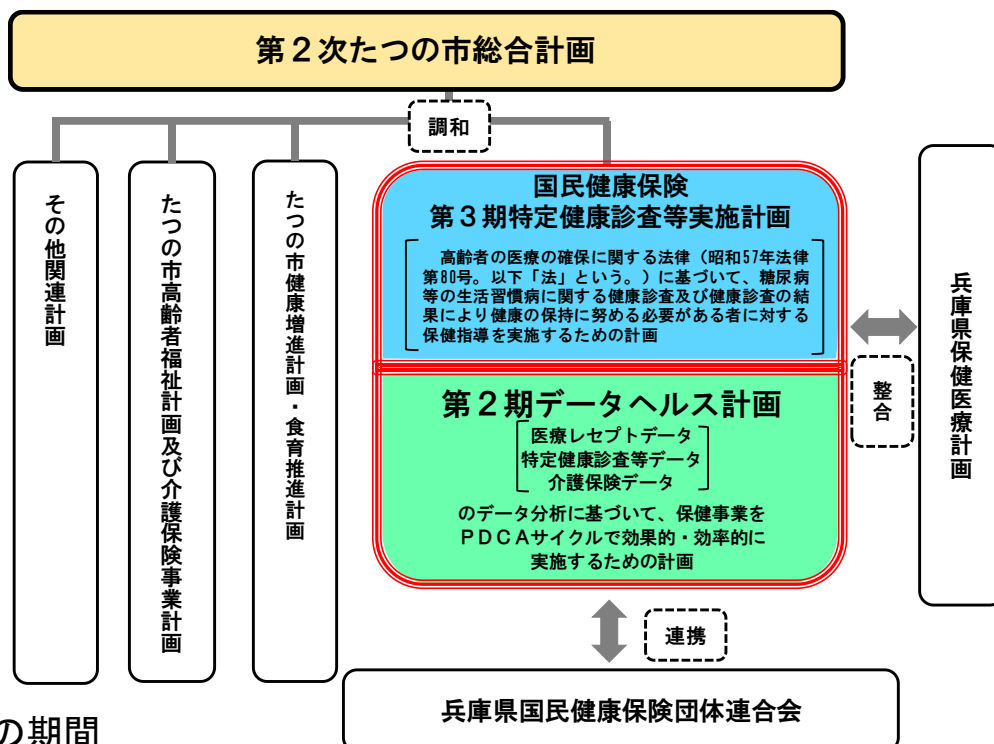 第２次たつの市総合計画
調和
その他関連計画
たつの市高齢者福祉計画及び介護保険事業計画
たつの市健康増進計画・食育推進計画
国民健康保険
第３期特定健康診査等実施計画
高齢者の医療の確保に関する法律（昭和57年法律
第80号。以下「法」という。）に基づいて、糖尿病
等の生活習慣病に関する健康診査及び健康診査の結
果により健康の保持に努める必要がある者に対する
保健指導を実施するための計画
第２期データヘルス計画
医療レセプトデータ
特定健康診査等データ
介護保険データ
のデータ分析に基づいて、保健事業を
ＰＤＣＡサイクルで効果的・効率的に
実施するための計画
整合
兵庫県保健医療計画
連携
兵庫県国民健康保険団体連合会
の期間